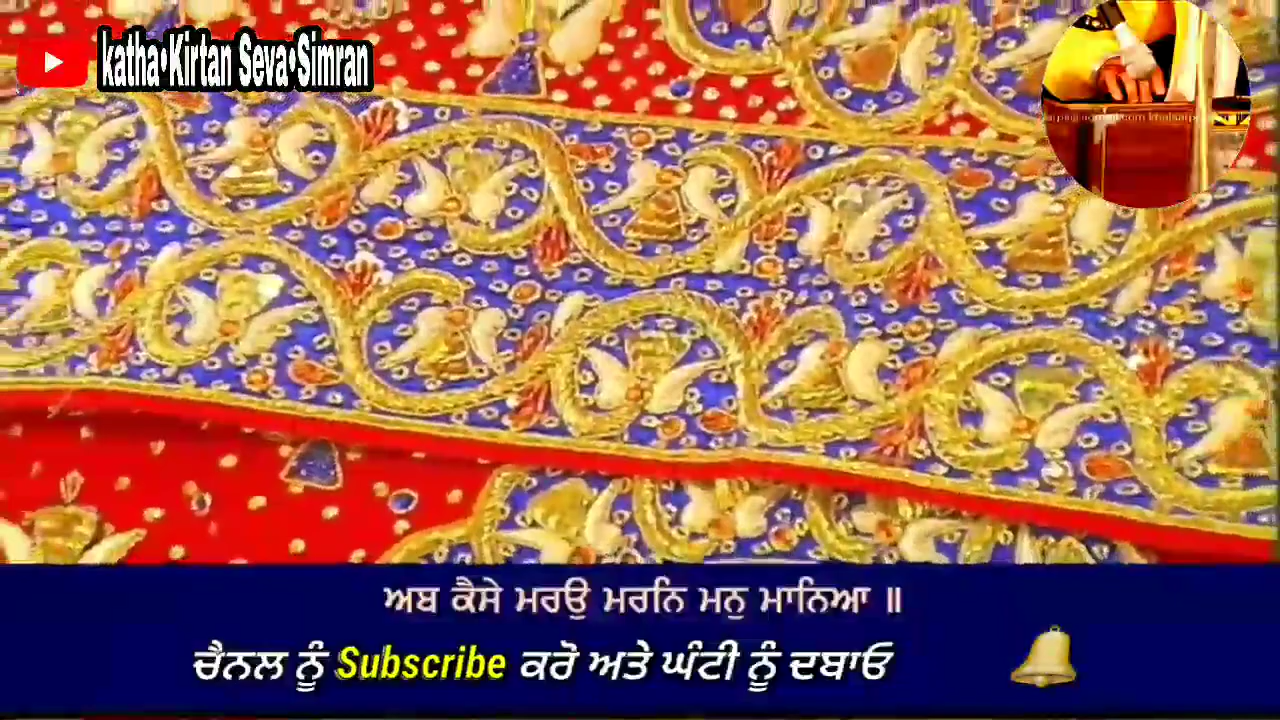 katha•Kirtan Seva•Simran
ਅਬ ਕੈਸੇ ਮਰਉ ਮਰਨਿ ਮਨੁ ਮਾਨਿਆ ॥
ਚੈਨਲ ਨੂੰ Subscribe ਕਰੋ ਅਤੇ ਘੰਟੀ ਨੂੰ ਦਬਾਓ